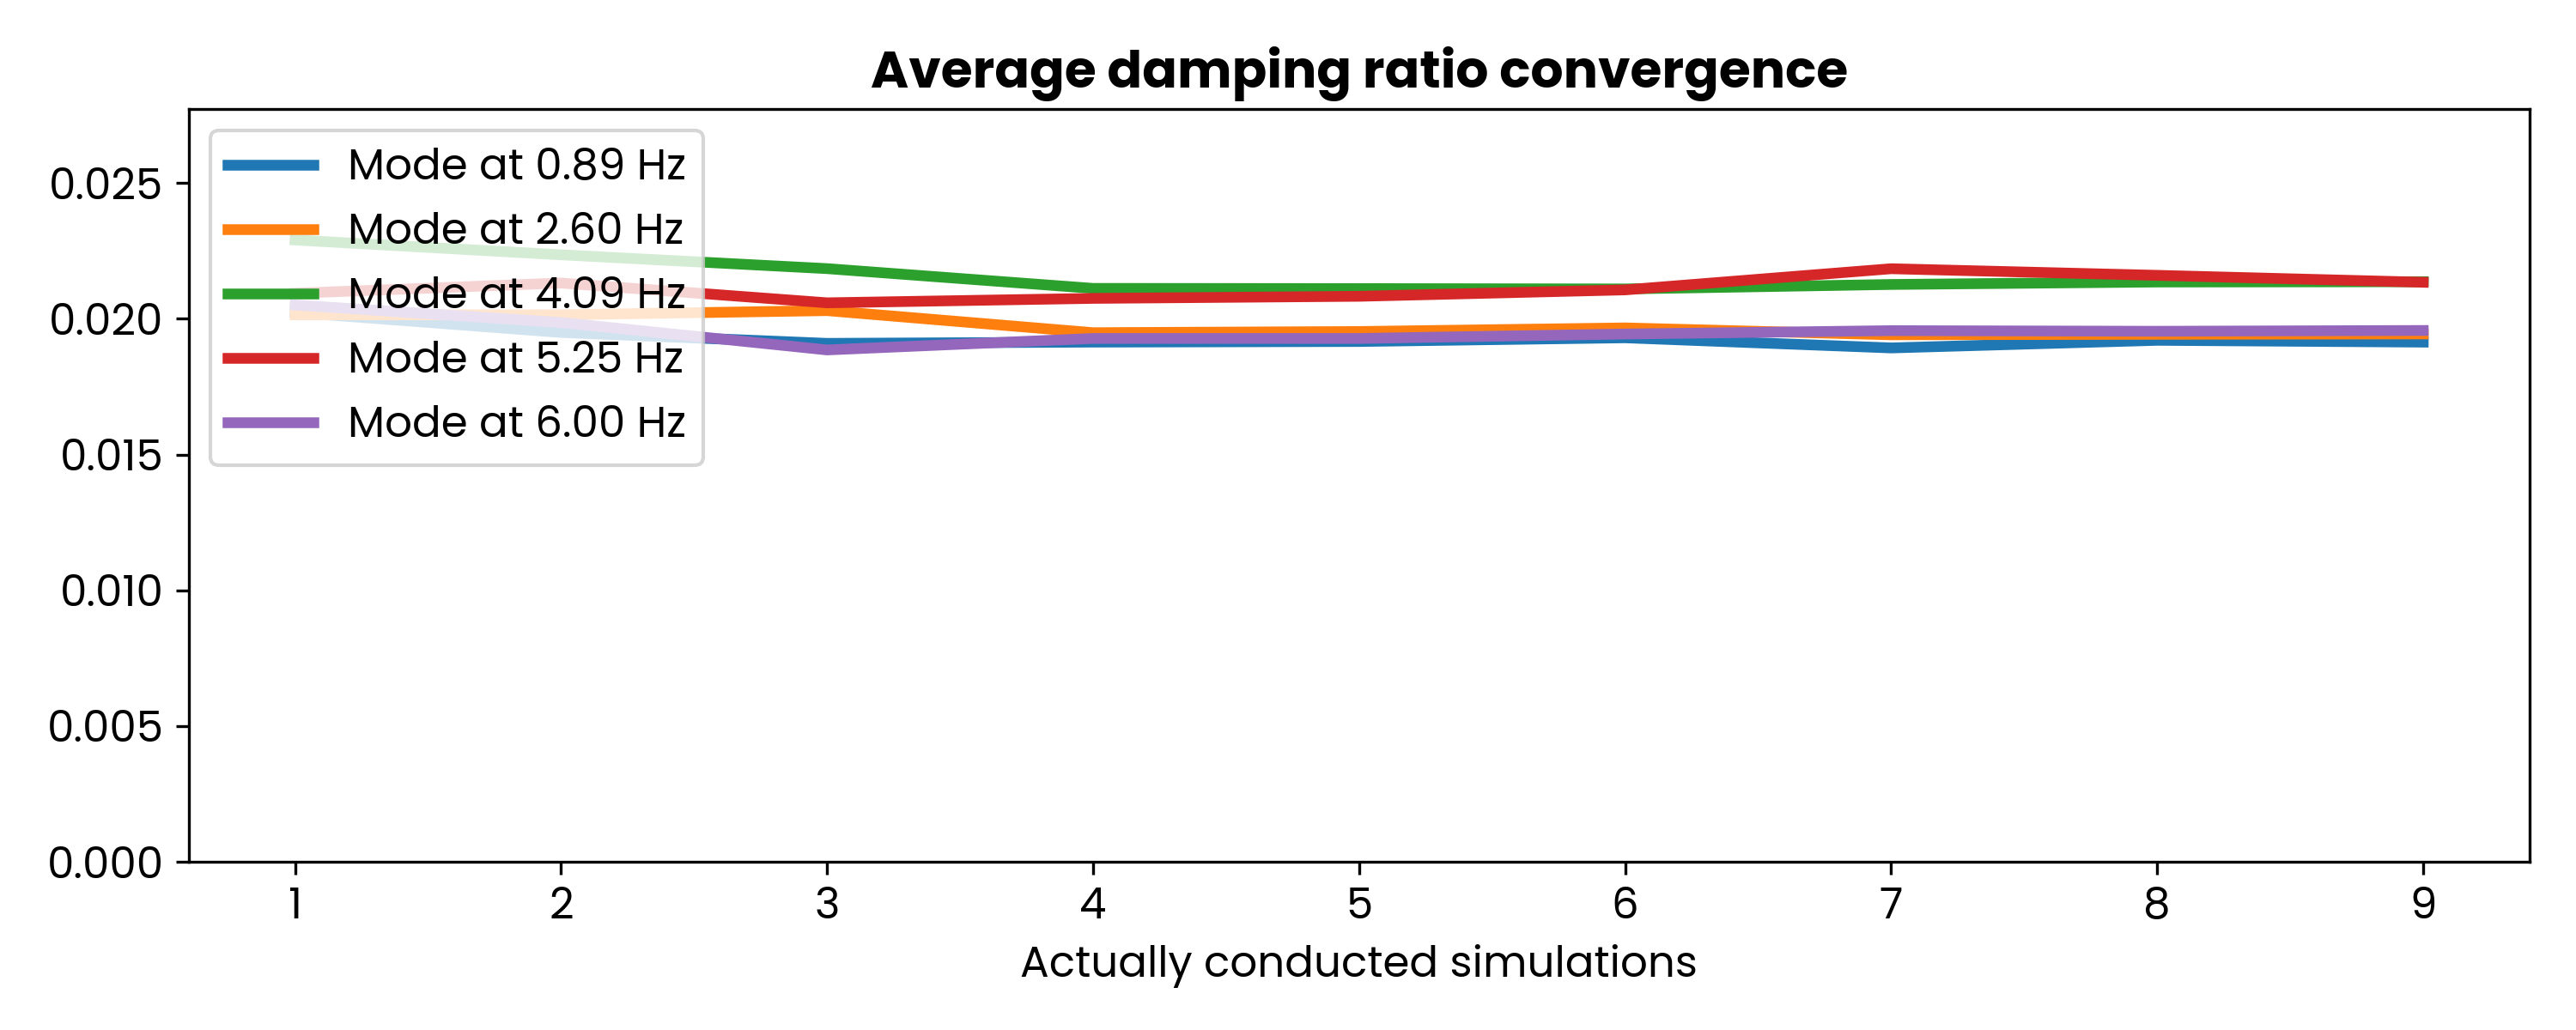 Average damping ratio convergence
0.025
0.020
0.015
0.010
0.005
0.000
Mode at 0.89 Hz
Mode at 2.60 Hz
Mode at 4.09 Hz
Mode at 5.25 Hz
Mode at 6.00 Hz
1 2 3 4 5 6 7 8 9
Actually conducted simulations